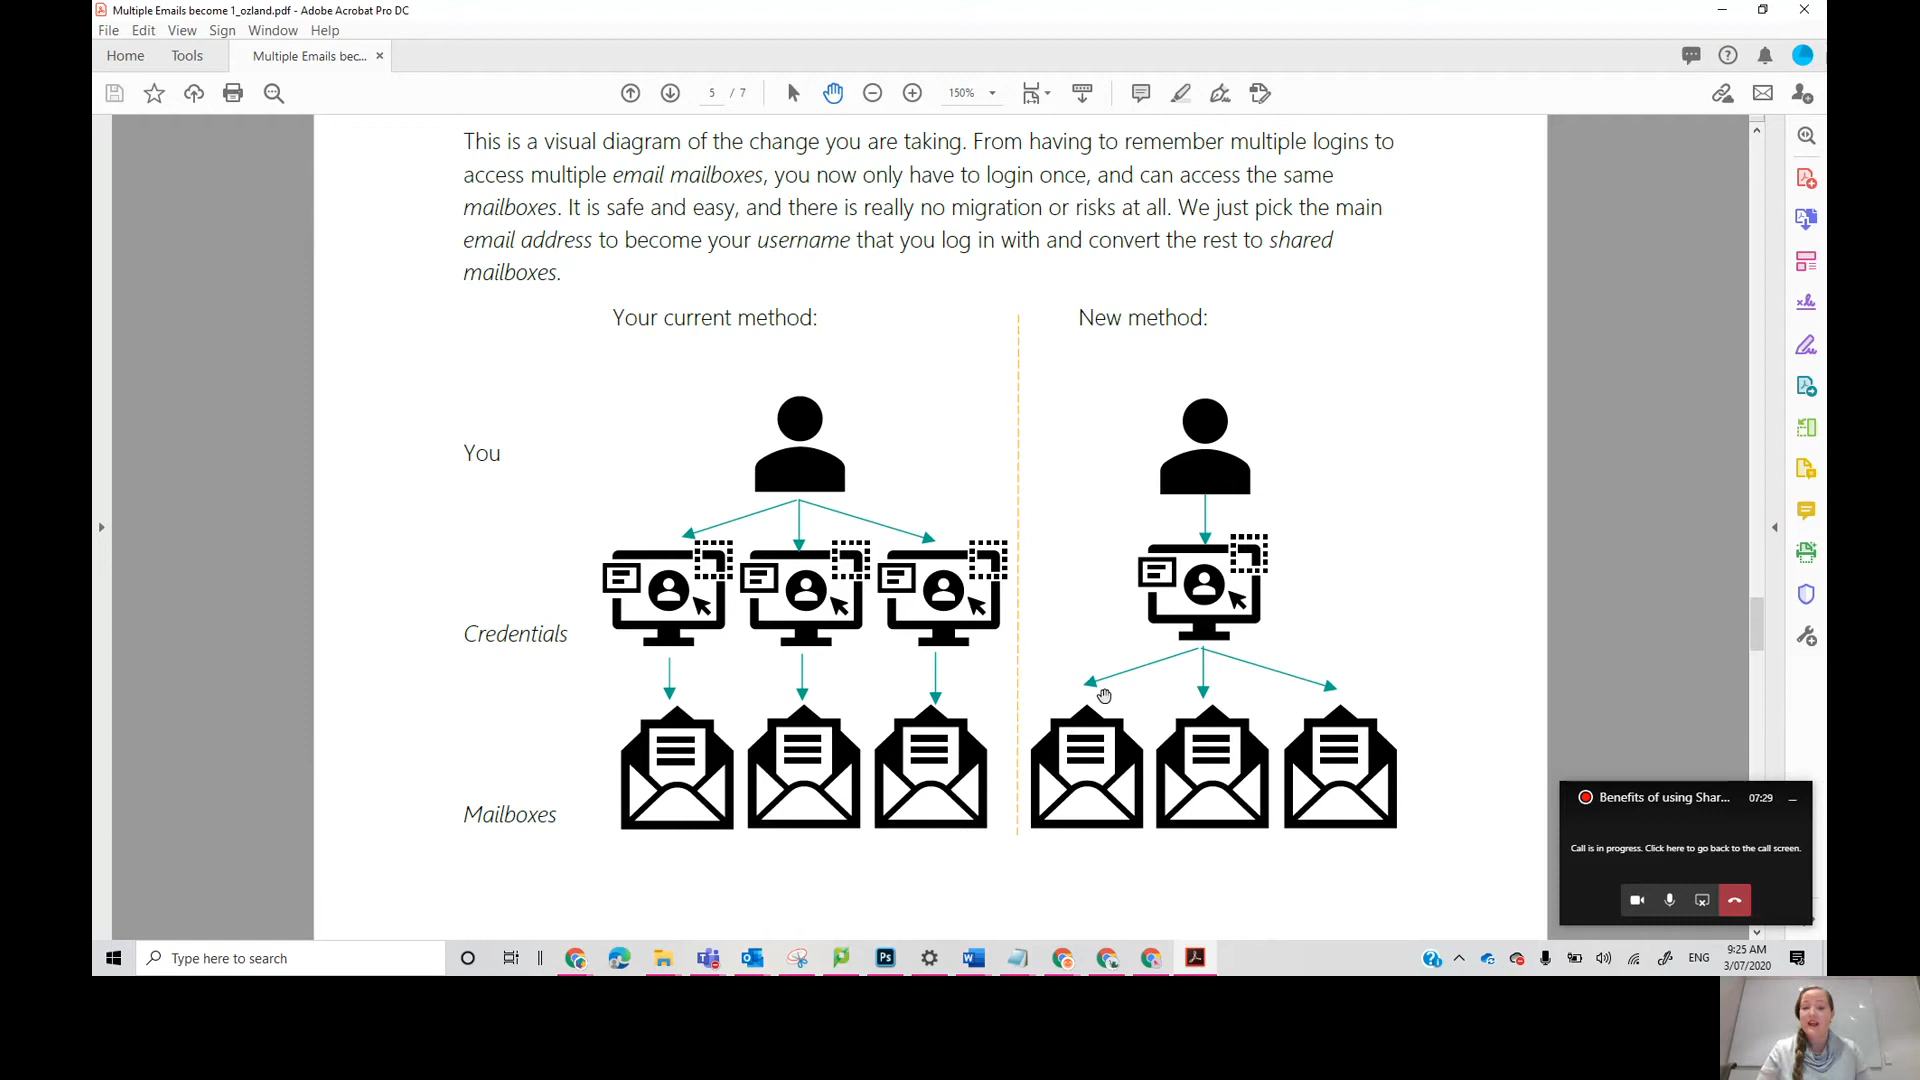 Multiple Emails become 1_ozland.pdf - Adobe Acrobat Pro DC
File Edit View Sign Window Help
Home Tools Multiple Emails bec... ×
5 / 7 150%
This is a visual diagram of the change you are taking. From having to remember multiple logins to
access multiple email mailboxes, you now only have to login once, and can access the same
mailboxes. It is safe and easy, and there is really no migration or risks at all. We just pick the main
email address to become your username that you log in with and convert the rest to shared
mailboxes.
Your current method: New method:
You
Credentials
Mailboxes
Benefits of using Shar... 07:29
Call is in progress. Click here to go back to the call screen.
Type here to search
Ps
ENG
9:25 AM
3/07/2020